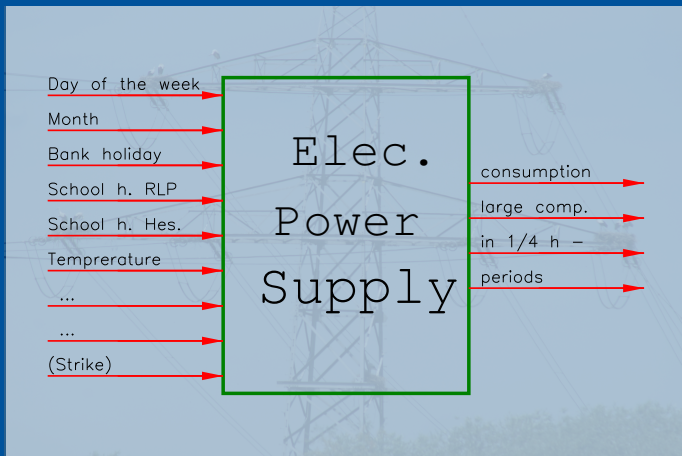 Day of the week
Month
Bank holiday
School h. RLP
School h. Hes.
Temprerature
...
...
(Strike)
Elec.
Power
Supply
consumption
large comp.
in 1/4 h –
periods